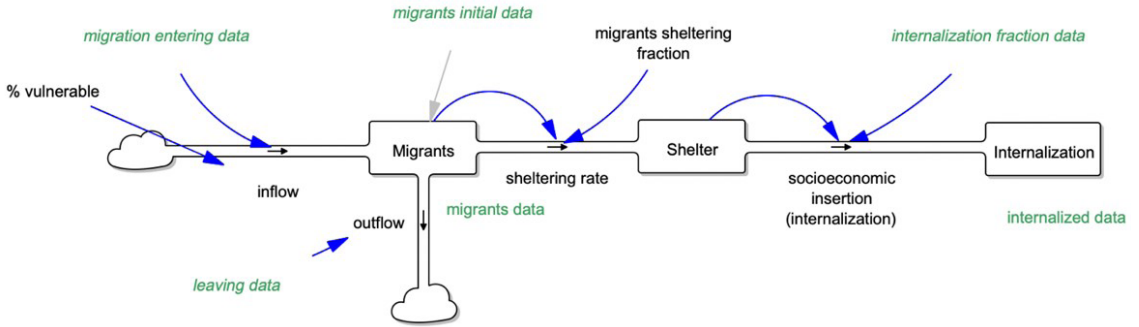 migrants initial data
migration entering data
migrants sheltering
fraction
internalization fraction data
% vulnerable
Migrants
Shelter
Internalization
inflow
sheltering rate
socioeconomic
insertion
(internalization)
migrants data
outflow
internalized data
leaving data